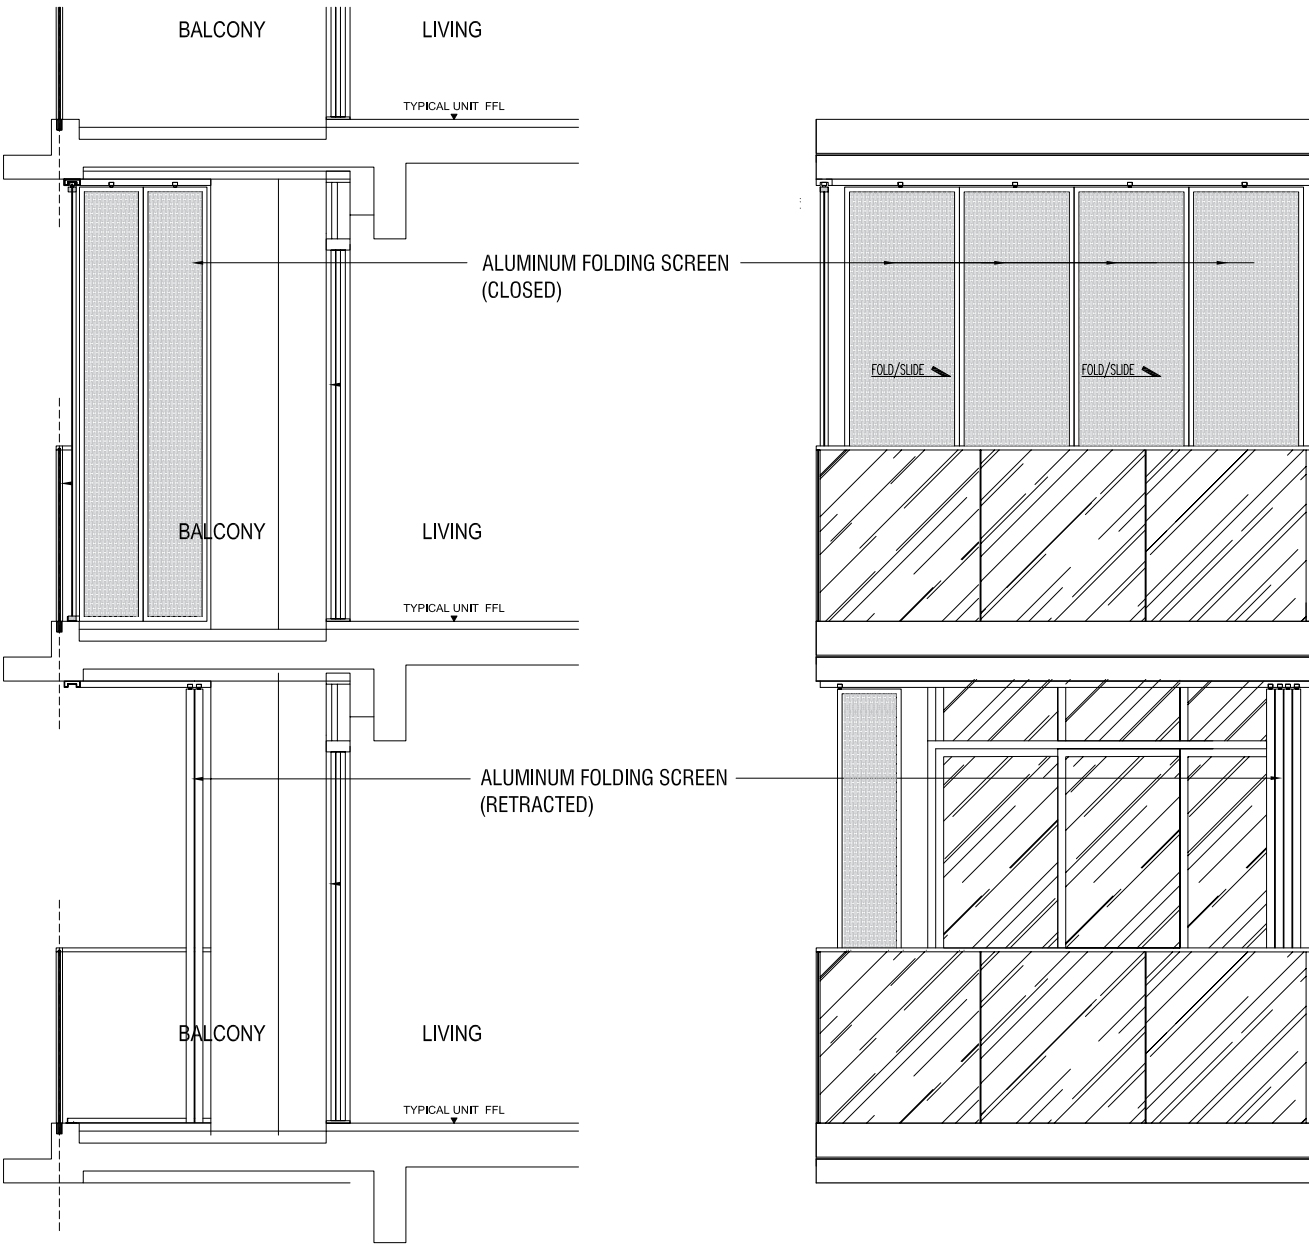 BALCONY
LIVING
TYPICAL UNIT FFL
ALUMINUM FOLDING SCREEN
(CLOSED)
FOLD/SLIDE
FOLD/SLIDE
BALCONY
LIVING
TYPICAL UNIT FFL
ALUMINUM FOLDING SCREEN
(RETRACTED)
BALCONY
LIVING
TYPICAL UNIT FFL